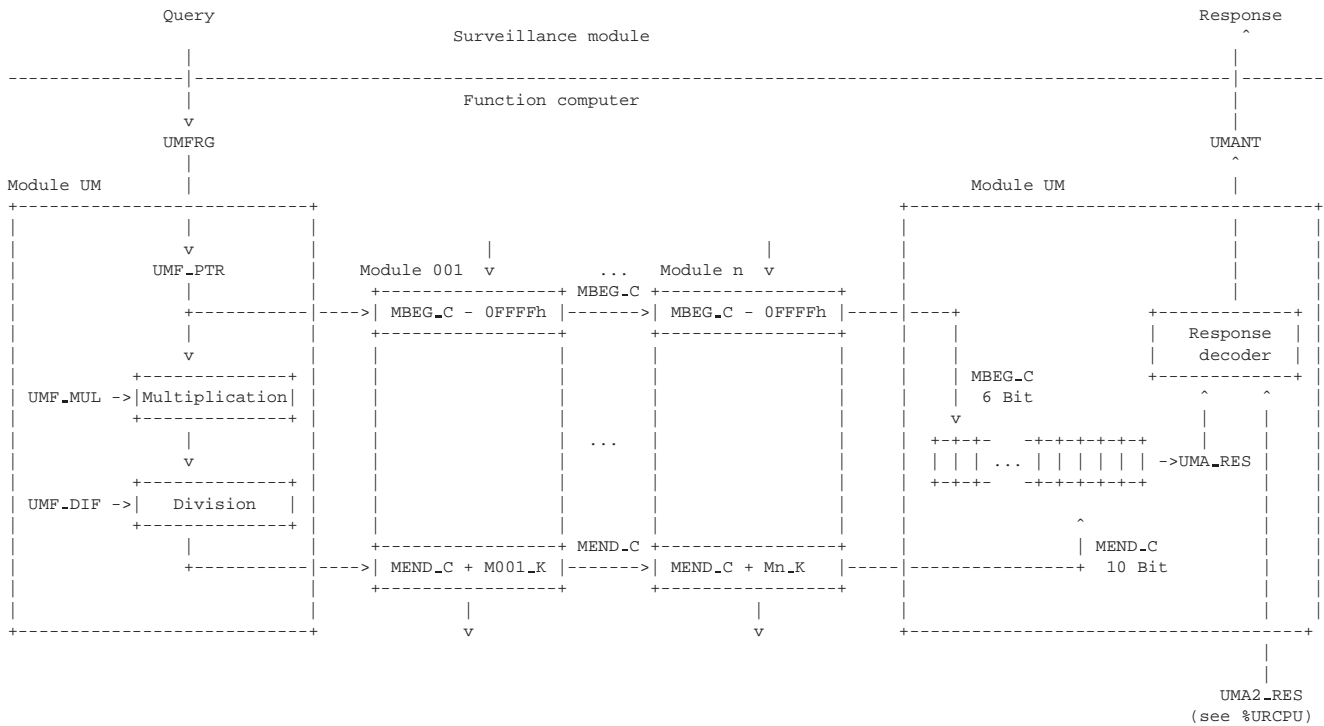 Query Response
Surveillance module
Function computer
UMFRG UMANT
Module UM Module UM
UMF_PTR Module 001 ... Module n
MBEG_C
MBEG_C - 0FFFFh MBEG_C - 0FFFFh
Response
decoder
MBEG_C
UMF_MUL -> Multiplication 6 Bit
...
... ->UMA_RES
UMF_DIF -> Division
MEND_C MEND_C
MEND_C + M001_K MEND_C + Mn_K 10 Bit
UMA2_RES
(see %URCPU)